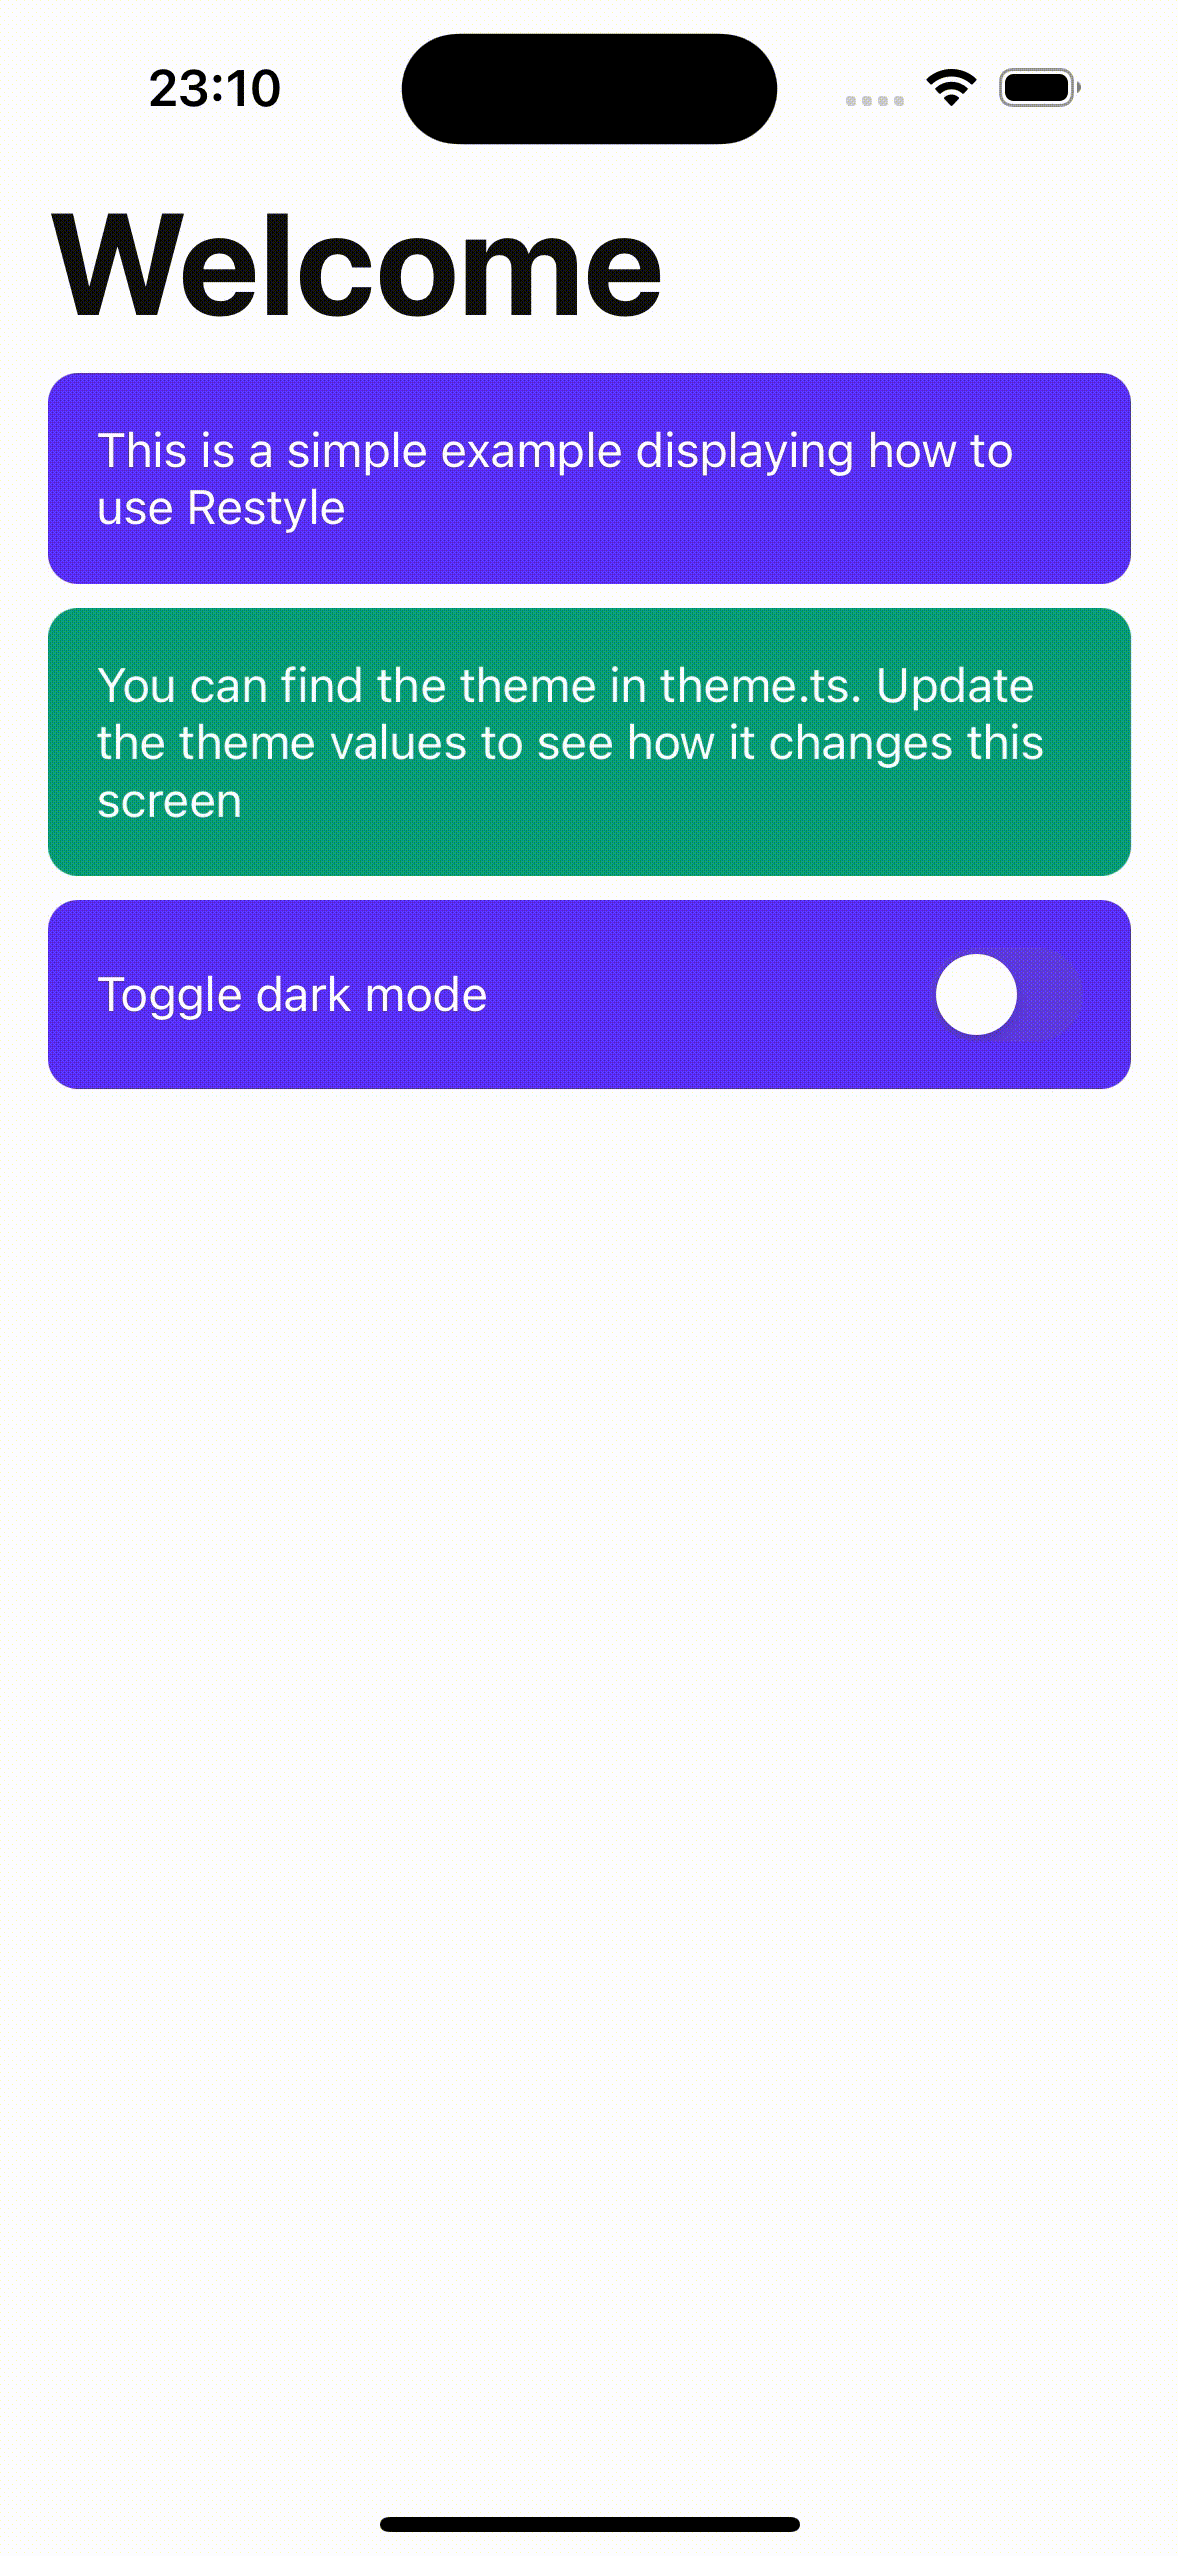 23:10
Welcome
This is a simple example displaying how to
use Restyle
You can find the theme in theme.ts. Update
the theme values to see how it changes this
screen
Toggle dark mode